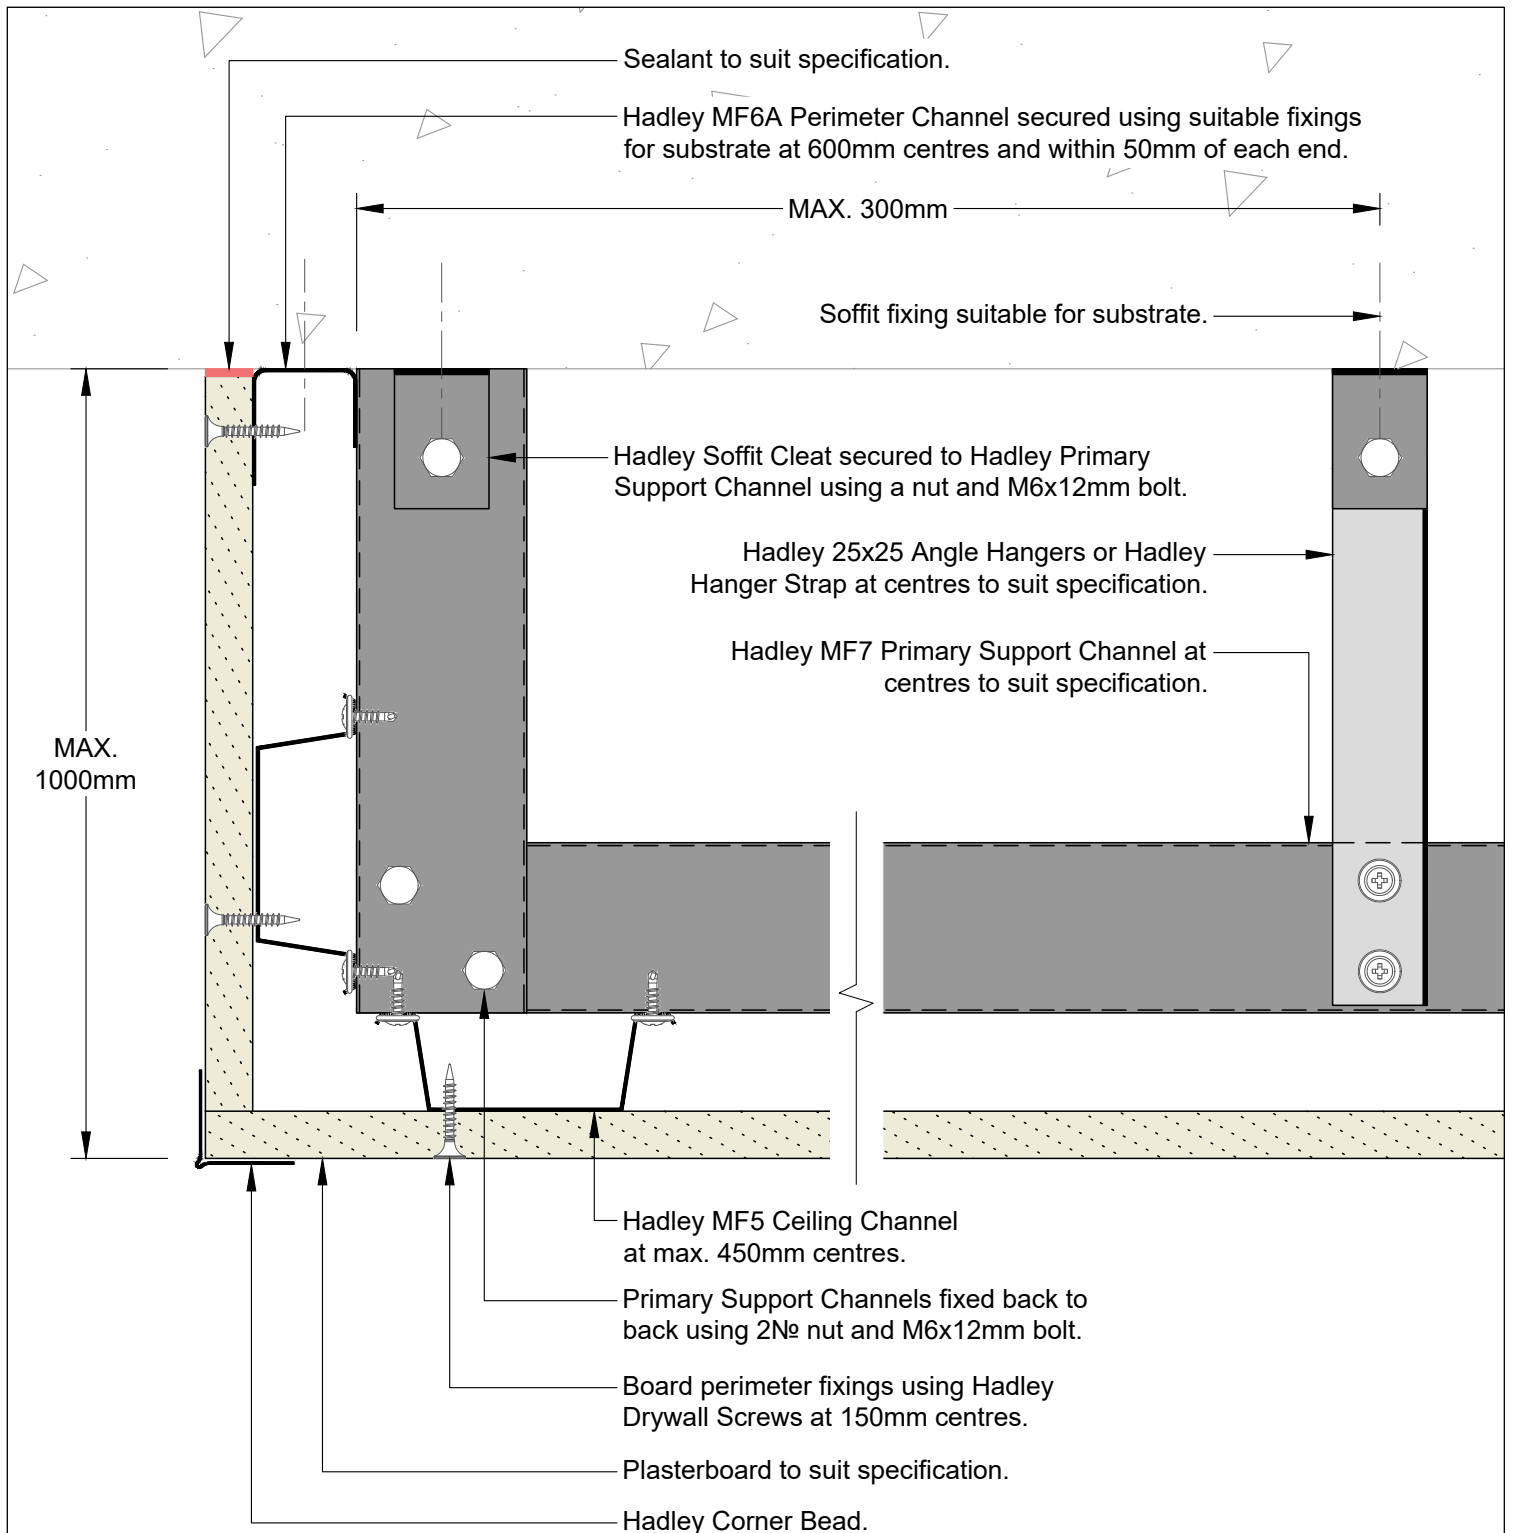 Sealant to suit specification.
Hadley MF6A Perimeter Channel secured using suitable fixings
for substrate at 600mm centres and within 50mm of each end.
MAX. 300mm
Soffit fixing suitable for substrate.
Hadley Soffit Cleat secured to Hadley Primary
Support Channel using a nut and M6x12mm bolt.
Hadley 25x25 Angle Hangers or Hadley
Hanger Strap at centres to suit specification.
Hadley MF7 Primary Support Channel at
centres to suit specification.
MAX.
1000mm
Hadley MF5 Ceiling Channel
at max. 450mm centres.
Primary Support Channels fixed back to
back using 2№ nut and M6x12mm bolt.
Board perimeter fixings using Hadley
Drywall Screws at 150mm centres.
Plasterboard to suit specification.
Hadley Corner Bead.